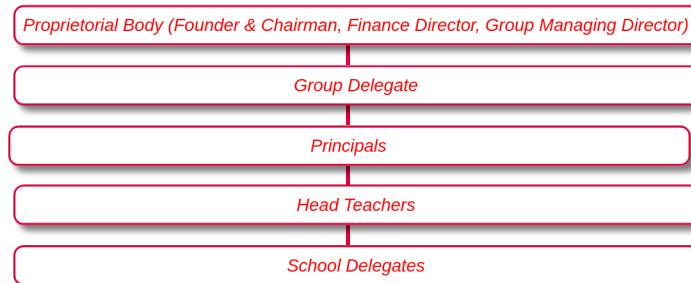 Proprietorial Body (Founder & Chairman, Finance Director, Group Managing Director)
Group Delegate
Principals
Head Teachers
School Delegates